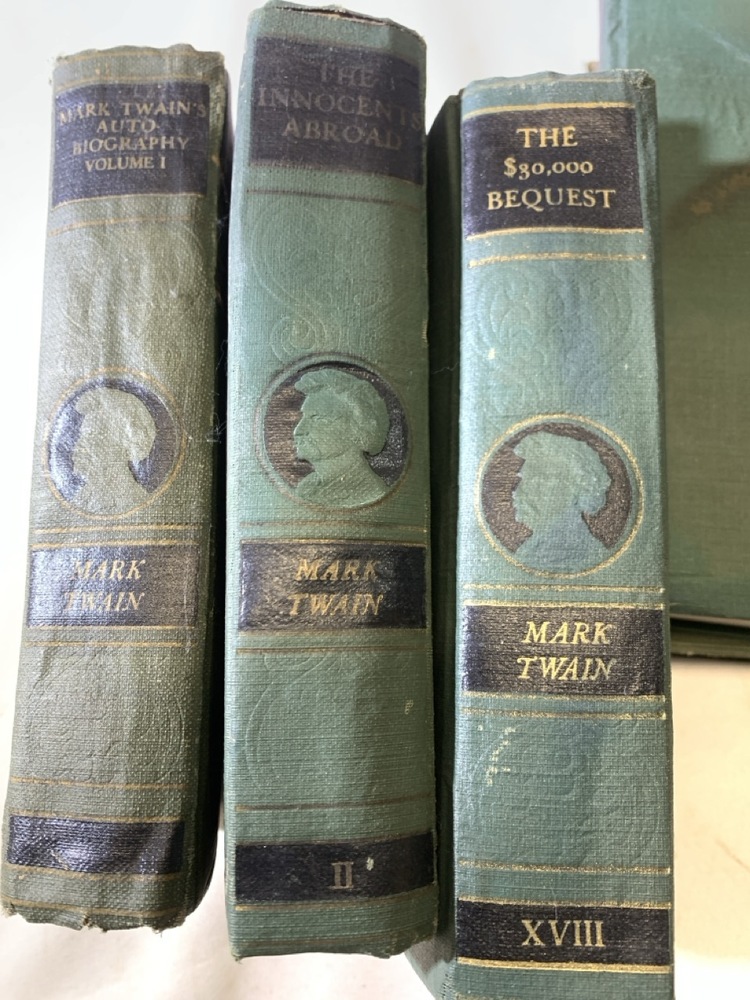 MARK TWAIN'S
AUTO-
BIOGRAPHY
VOLUME I
MARK
TWAIN
THE
INNOCENTS
ABROAD
MARK
TWAIN
II
THE
$30,000
BEQUEST
MARK
TWAIN
XVIII